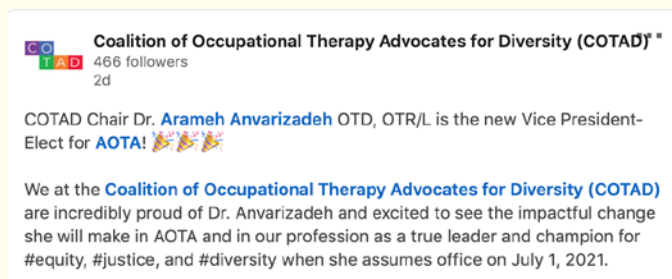 CO
TAD
Coalition of Occupational Therapy Advocates for Diversity (COTAD)
466 followers
2d
COTAD Chair Dr. Arameh Anvarizadeh OTD, OTR/L is the new Vice President-
Elect for AOTA! 🎉🎉🎉
We at the Coalition of Occupational Therapy Advocates for Diversity (COTAD)
are incredibly proud of Dr. Anvarizadeh and excited to see the impactful change
she will make in AOTA and in our profession as a true leader and champion for
#equity, #justice, and #diversity when she assumes office on July 1, 2021.